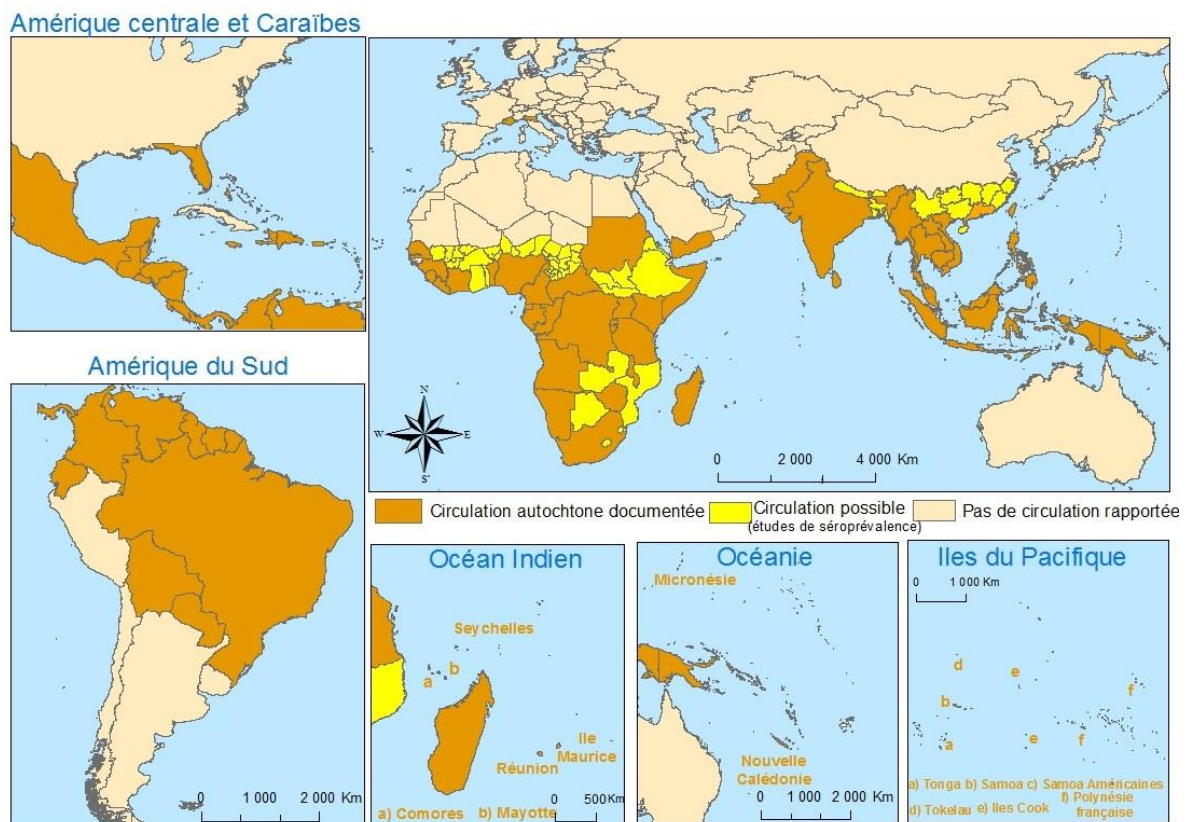 Amérique centrale et Caraïbes
N
W
E
S
0 2 000 4 000 Km
Amérique du Sud
0 1 000 2 000 Km
Circulation autochtone documentée
Circulation possible
(études de séroprévalence)
Pas de circulation rapportée
Océan Indien
Seychelles
b
a
Ile
Maurice
Réunion
0 500Km
a) Comores b) Mayotte
Océanie
Micronésie
Nouvelle
Calédonie
0 1 000 2 000 Km
Iles du Pacifique
0 1 000 Km
d
e
f
b
a
e
f
a) Tonga b) Samoa c) Samoa Américaines
d) Tokelau e) Iles Cook f) Polynésie
française